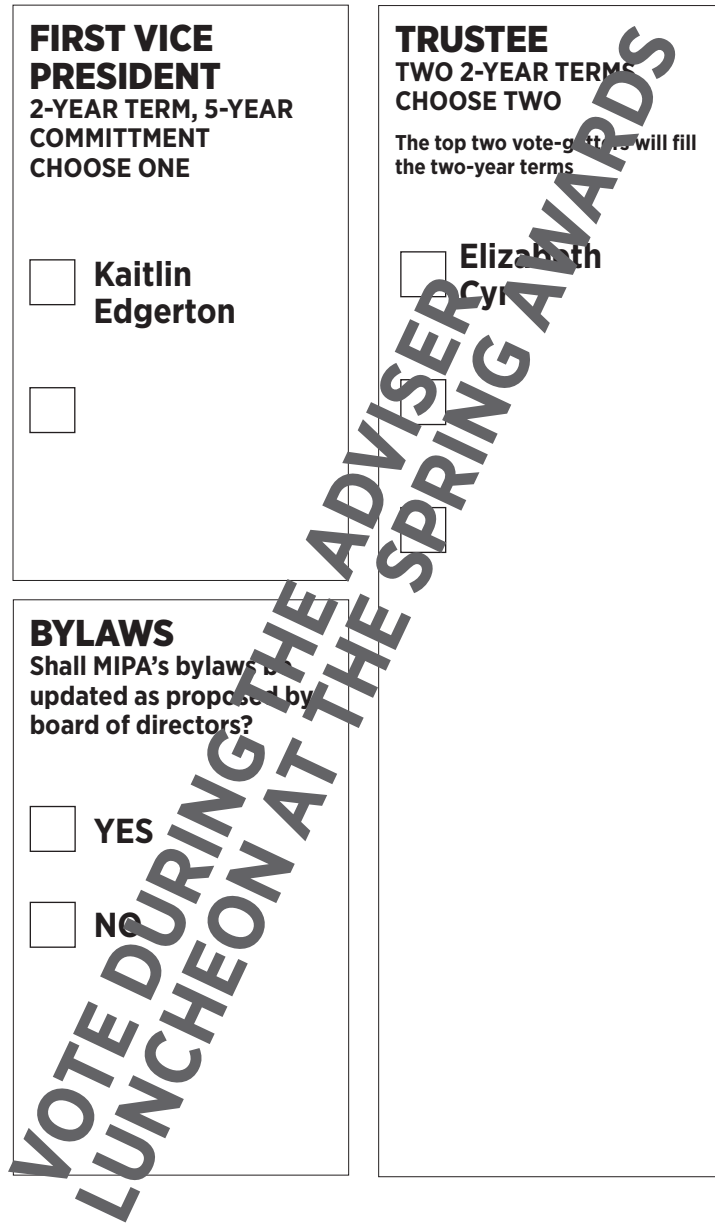 FIRST VICE
PRESIDENT
2-YEAR TERM, 5-YEAR
COMMITTMENT
CHOOSE ONE
Kaitlin
Edgerton
BYLAWS
Shall MIPA's bylaws be
updated as proposed by
board of directors?
YES
NO
TRUSTEE
TWO 2-YEAR TERMS
CHOOSE TWO
The top two vote-getters will fill
the two-year terms
Elizabeth
Cyr
VOTE DURING THE ADVISER
LUNCHEON AT THE SPRING AWARDS